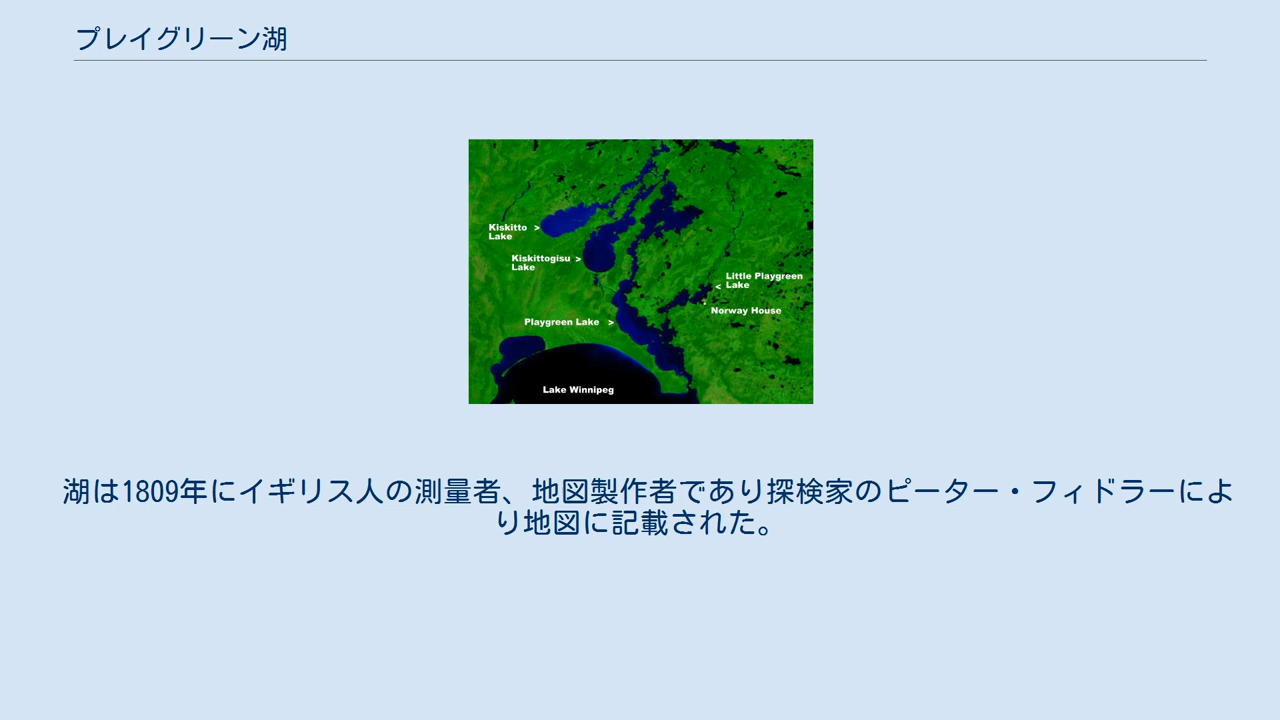 プレイグリーン湖
Kiskitto >
Lake
Kiskittogisu >
Lake
Little Playgreen
< Lake
Norway House
Playgreen Lake >
Lake Winnipeg
湖は1809年にイギリス人の測量者、地図製作者であり探検家のピーター・フィドラーによ
り地図に記載された。